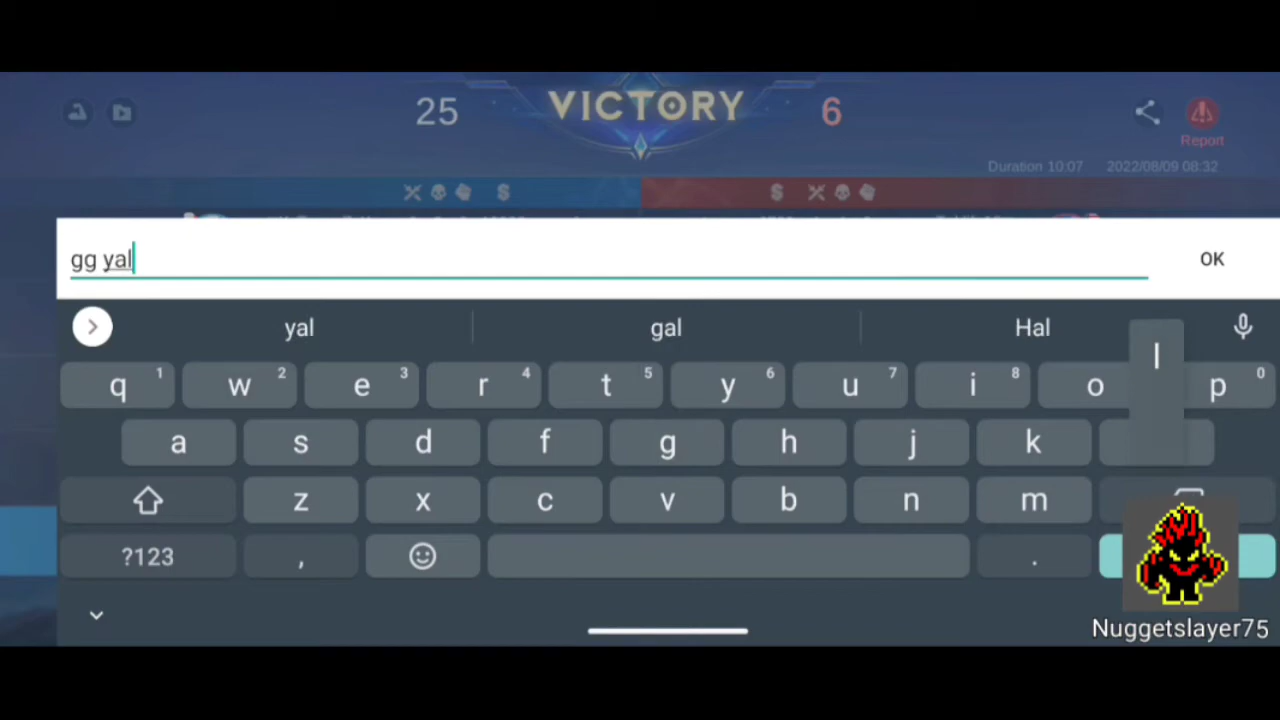 25 VICTORY 6
Report
Duration 10:07 2022/08/09 08:32
gg yal OK
yal gal Hal l
q 1 w 2 e 3 r 4 t 5 y 6 u 7 i 8 o p 0
a s d f g h j k
z x c v b n m
?123 , .
Nuggetslayer75